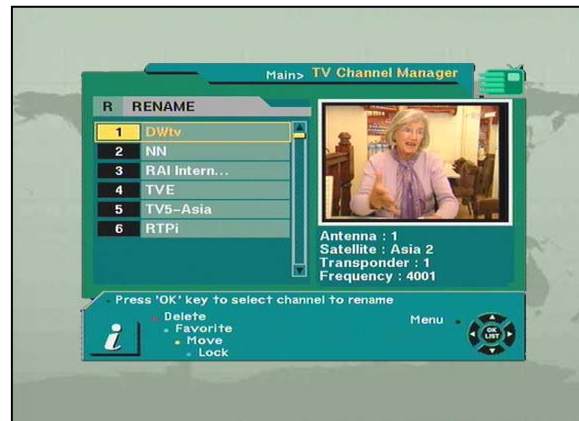 Main> TV Channel Manager
R RENAME
1 DWtv
2 NN
3 RAI Intern...
4 TVE
5 TV5-Asia
6 RTPi
Antenna : 1
Satellite : Asia 2
Transponder : 1
Frequency : 4001
Press 'OK' key to select channel to rename
Delete
Favorite
Move
Lock
Menu
OK
LIST
i